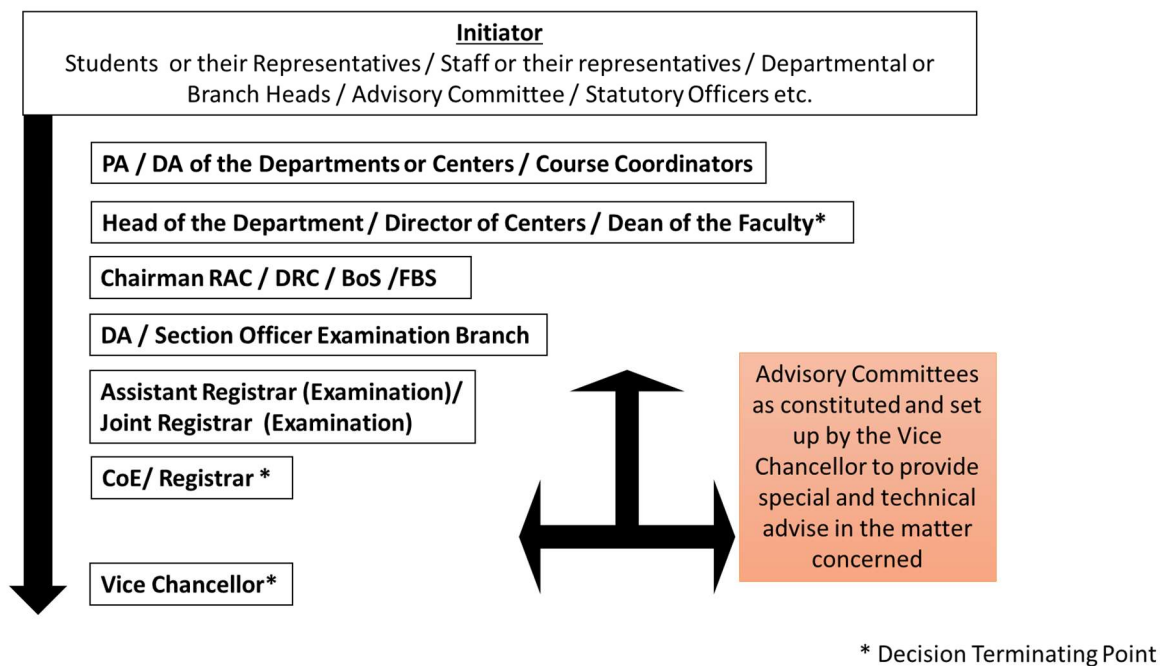 Initiator
Students or their Representatives / Staff or their representatives / Departmental or
Branch Heads / Advisory Committee / Statutory Officers etc.
PA / DA of the Departments or Centers / Course Coordinators
Head of the Department / Director of Centers / Dean of the Faculty*
Chairman RAC / DRC / BoS /FBS
DA / Section Officer Examination Branch
Assistant Registrar (Examination)/
Joint Registrar (Examination)
CoE/ Registrar *
Vice Chancellor*
Advisory Committees
as constituted and set
up by the Vice
Chancellor to provide
special and technical
advise in the matter
concerned
* Decision Terminating Point